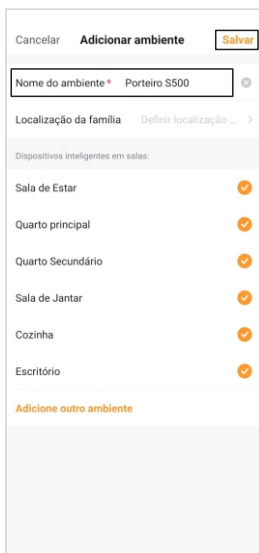 Cancelar Adicionar ambiente Salvar
Nome do ambiente * Porteiro S500
Localização da família Definir localização ... >
Dispositivos inteligentes em salas:
Sala de Estar
Quarto principal
Quarto Secundário
Sala de Jantar
Cozinha
Escritório
Adicione outro ambiente